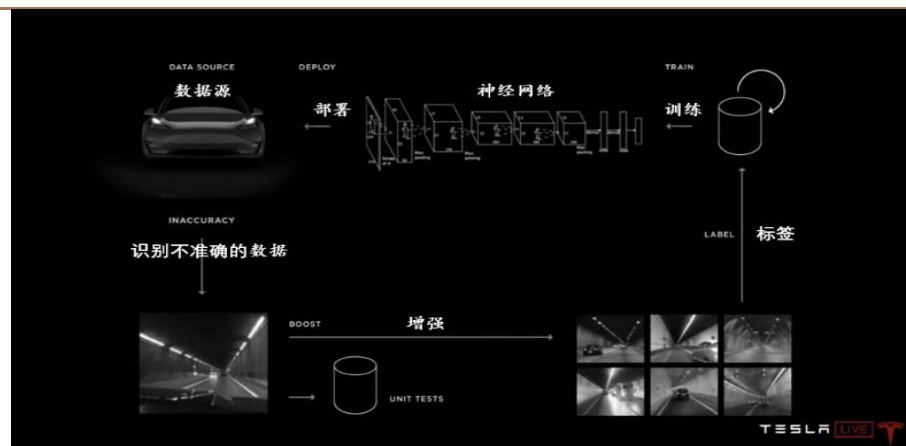 DATA SOURCE
数据源
DEPLOY
部署
神经网络
TRAIN
训练
INACCURACY
识别不准确的数据
BOOST
增强
UNIT TESTS
LABEL
标签
TESLA LIVE